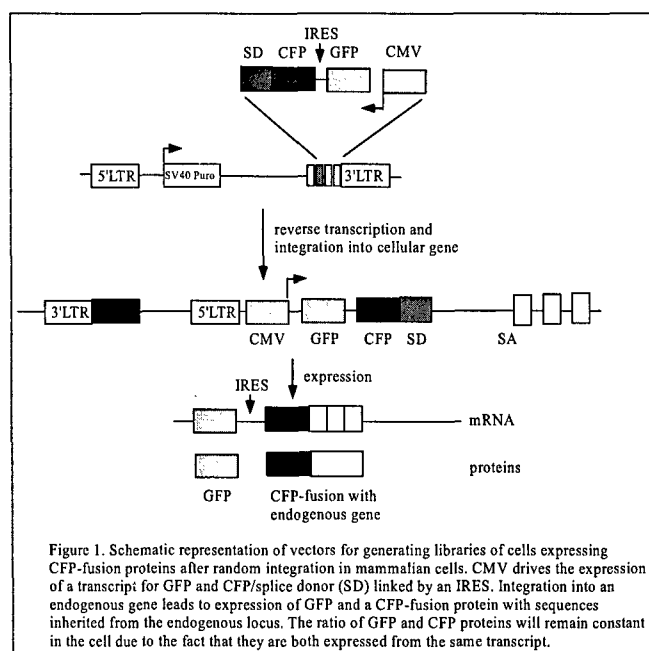 IRES
SD CFP GFP CMV
5'LTR SV40 Puro 3'LTR
reverse transcription and
integration into cellular gene
3'LTR 5'LTR
CMV GFP CFP SD SA
expression
IRES
mRNA
proteins
GFP CFP-fusion with
endogenous gene
Figure 1. Schematic representation of vectors for generating libraries of cells expressing
CFP-fusion proteins after random integration in mammalian cells. CMV drives the expression
of a transcript for GFP and CFP/splice donor (SD) linked by an IRES. Integration into an
endogenous gene leads to expression of GFP and a CFP-fusion protein with sequences
inherited from the endogenous locus. The ratio of GFP and CFP proteins will remain constant
in the cell due to the fact that they are both expressed from the same transcript.